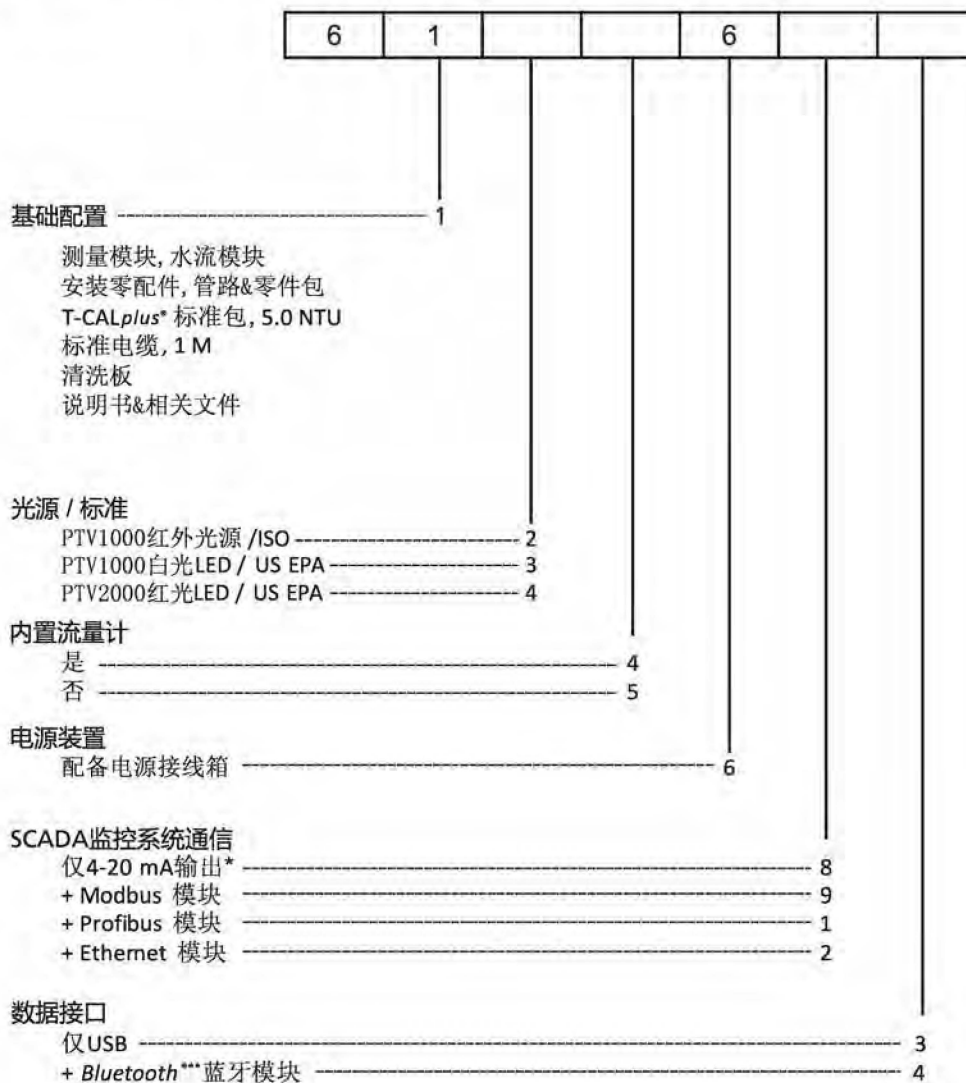 6 1 6
基础配置 1
测量模块, 水流模块
安装零配件, 管路&零件包
T-CALplus* 标准包, 5.0 NTU
标准电缆, 1 M
清洗板
说明书&相关文件
光源 / 标准
PTV1000红外光源 /ISO 2
PTV1000白光LED / US EPA 3
PTV2000红光LED / US EPA 4
内置流量计
是 4
否 5
电源装置
配备电源接线箱 6
SCADA监控系统通信
仅4-20 mA输出* 8
+ Modbus 模块 9
+ Profibus 模块 1
+ Ethernet 模块 2
数据接口
仅USB 3
+ Bluetooth***蓝牙模块 4